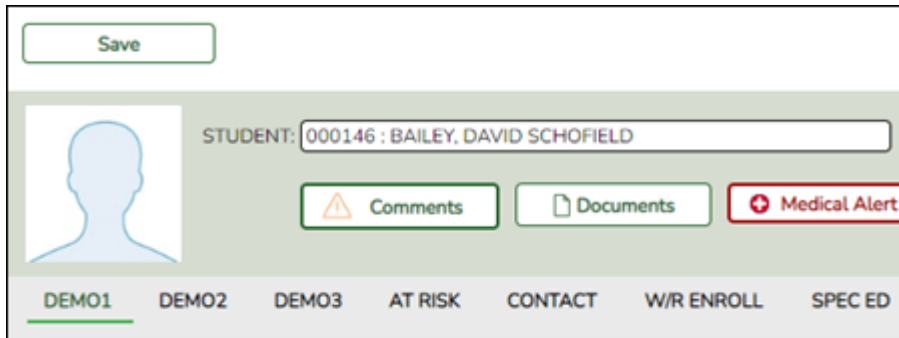 Save
STUDENT: 000146 : BAILEY, DAVID SCHOFIELD
Comments Documents Medical Alert
DEMO1 DEMO2 DEMO3 AT RISK CONTACT W/R ENROLL SPEC ED